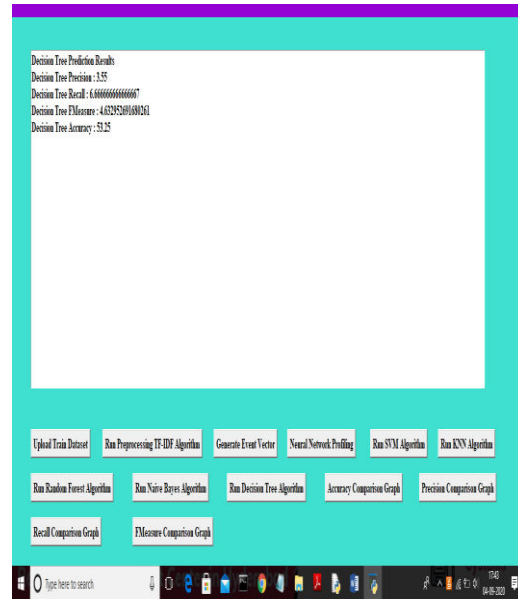 Decision Tree Prediction Results
Decision Tree Precision : 3.55
Decision Tree Recall : 6.666666666666667
Decision Tree FMeasure : 4.632952691680261
Decision Tree Accuracy : 53.25
Upload Train Dataset Run Preprocessing TF-IDF Algorithm Generate Event Vector Neural Network Profiling Run SVM Algorithm Run KNN Algorithm
Run Random Forest Algorithm Run Naive Bayes Algorithm Run Decision Tree Algorithm Accuracy Comparison Graph Precision Comparison Graph
Recall Comparison Graph FMeasure Comparison Graph
Type here to search
17:43
04-09-2020